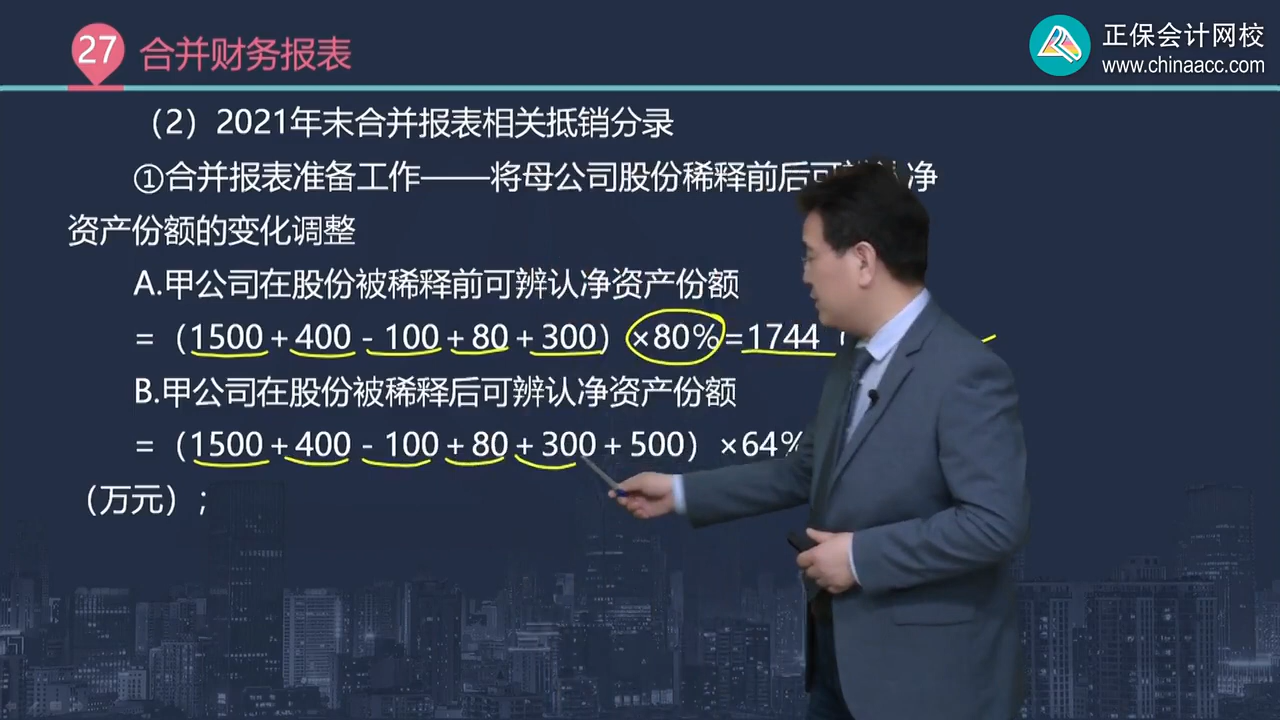 27 合并财务报表
正保会计网校
www.chinaacc.com
（2）2021年末合并报表相关抵销分录
①合并报表准备工作——将母公司股份稀释前后可辨认净
资产份额的变化调整
A.甲公司在股份被稀释前可辨认净资产份额
=（1500+400-100+80+300）×80%=1744
B.甲公司在股份被稀释后可辨认净资产份额
=（1500+400-100+80+300+500）×64%
（万元）；